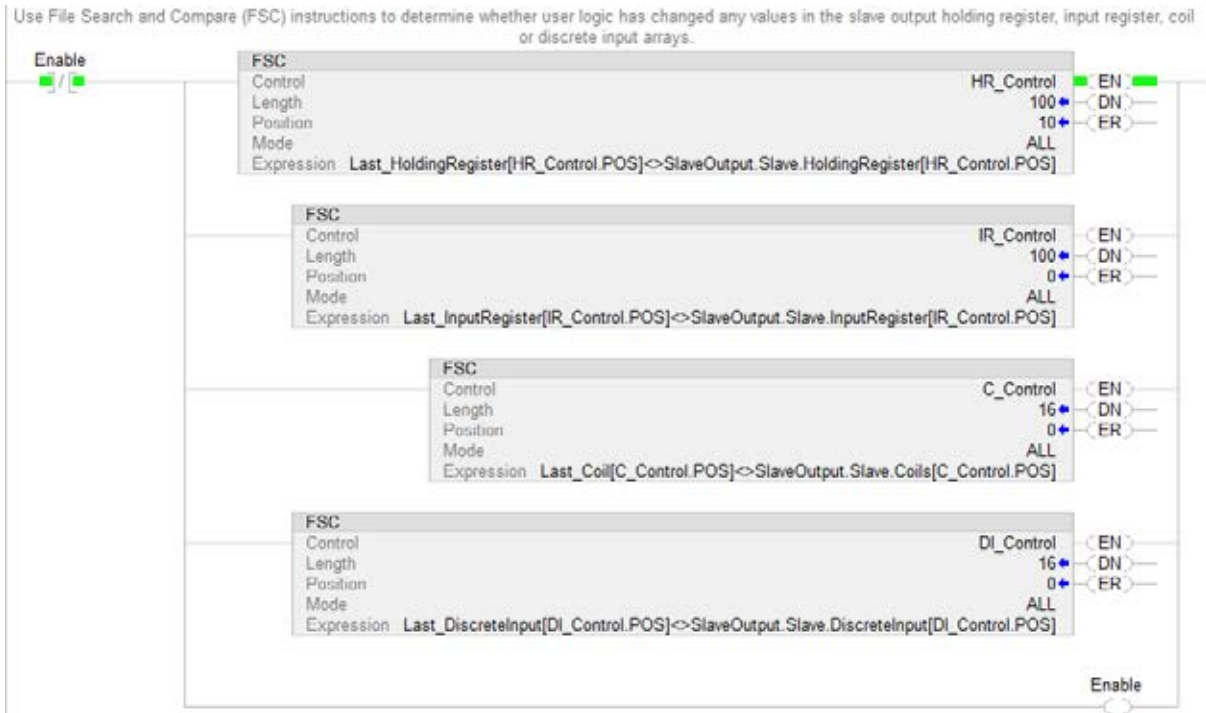 Use File Search and Compare (FSC) instructions to determine whether user logic has changed any values in the slave output holding register, input register, coil
or discrete input arrays.
Enable
FSC
Control HR_Control EN
Length 100 DN
Position 10 ER
Mode ALL
Expression Last_HoldingRegister[HR_Control.POS]<>SlaveOutput.Slave.HoldingRegister[HR_Control.POS]
FSC
Control IR_Control EN
Length 100 DN
Position 0 ER
Mode ALL
Expression Last_InputRegister[IR_Control.POS]<>SlaveOutput.Slave.InputRegister[IR_Control.POS]
FSC
Control C_Control EN
Length 16 DN
Position 0 ER
Mode ALL
Expression Last_Coil[C_Control.POS]<>SlaveOutput.Slave.Coils[C_Control.POS]
FSC
Control DI_Control EN
Length 16 DN
Position 0 ER
Mode ALL
Expression Last_DiscreteInput[DI_Control.POS]<>SlaveOutput.Slave.DiscreteInput[DI_Control.POS]
Enable